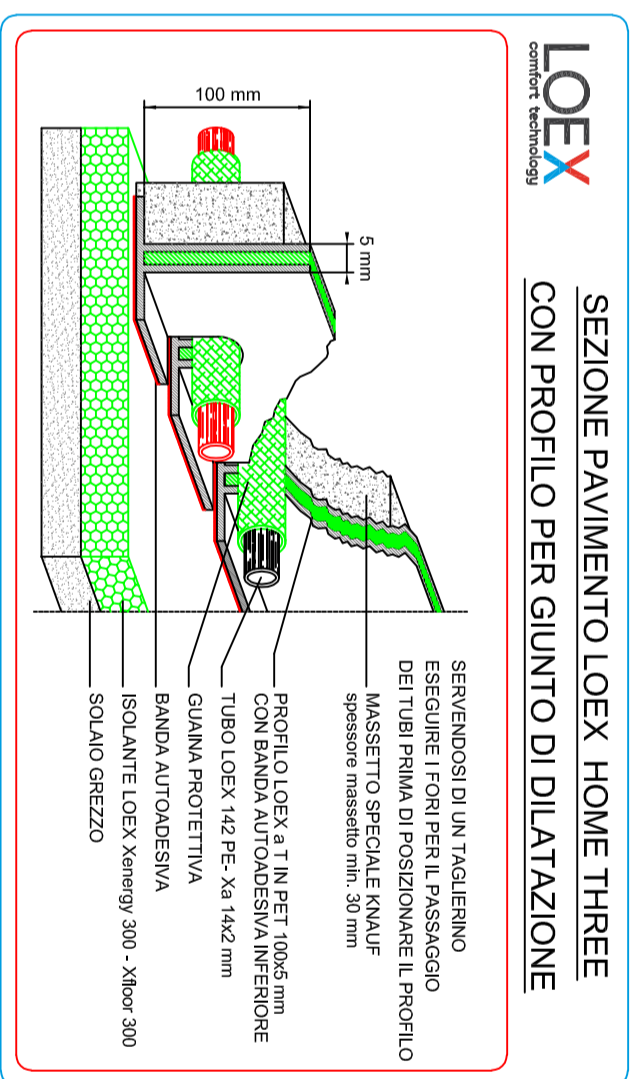 LOEX
comfort technology
SEZIONE PAVIMENTO LOEX HOME THREE
CON PROFILO PER GIUNTO DI DILATAZIONE
100 mm
5 mm
SERVENDOSI DI UN TAGLIERINO
ESEGUIRE I FORI PER IL PASSAGGIO
DEI TUBI PRIMA DI POSIZIONARE IL PROFILO
MASSETTO SPECIALE KNAUF
spessore massetto min. 30 mm
PROFILO LOEX a T IN PET 100x5 mm
CON BANDA AUTOADESIVA INFERIORE
TUBO LOEX 142 PE- Xa 14x2 mm
GUAINA PROTETTIVA
BANDA AUTOADESIVA
ISOLANTE LOEX Xenergy 300 - Xfloor 300
SOLAIO GREZZO